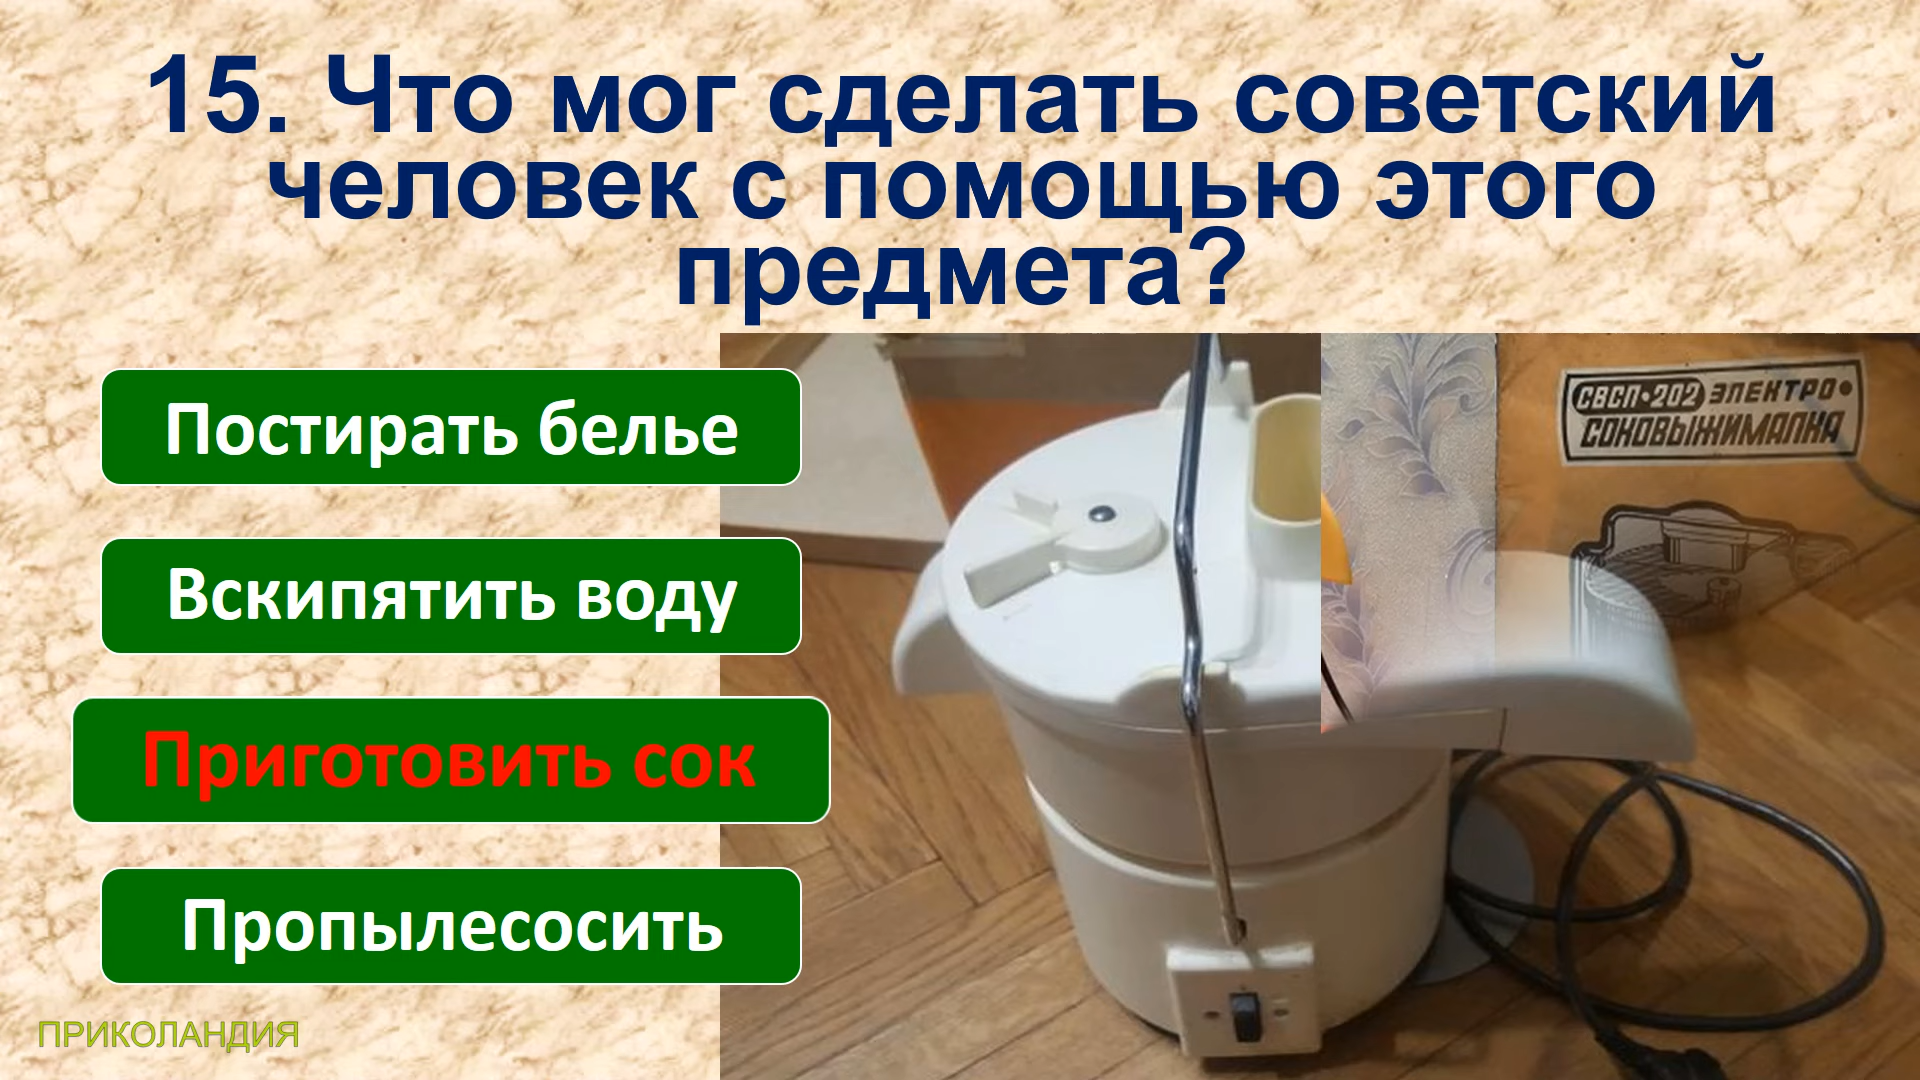 15. Что мог сделать советский
человек с помощью этого
предмета?
Постирать белье
Вскипятить воду
Приготовить сок
Пропылесосить
СВСП•202 ЭЛЕКТРО•
СОКОВЫЖИМАЛКА
ПРИКОЛАНДИЯ